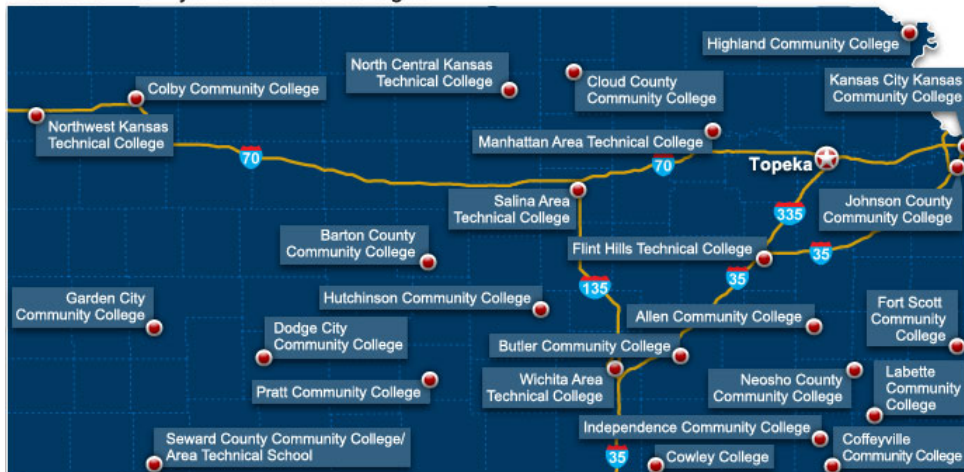 Highland Community College
North Central Kansas
Technical College
Cloud County
Community College
Kansas City Kansas
Community College
Colby Community College
Northwest Kansas
Technical College
Manhattan Area Technical College
70
70
Topeka
Salina Area
Technical College
335
Johnson County
Community College
Barton County
Community College
Flint Hills Technical College
35
35
135
Garden City
Community College
Hutchinson Community College
Fort Scott
Community
College
Allen Community College
Dodge City
Community College
Butler Community College
Wichita Area
Technical College
Neosho County
Community College
Labette
Community
College
Pratt Community College
Independence Community College
Seward County Community College/
Area Technical School
35
Cowley College
Coffeyville
Community College